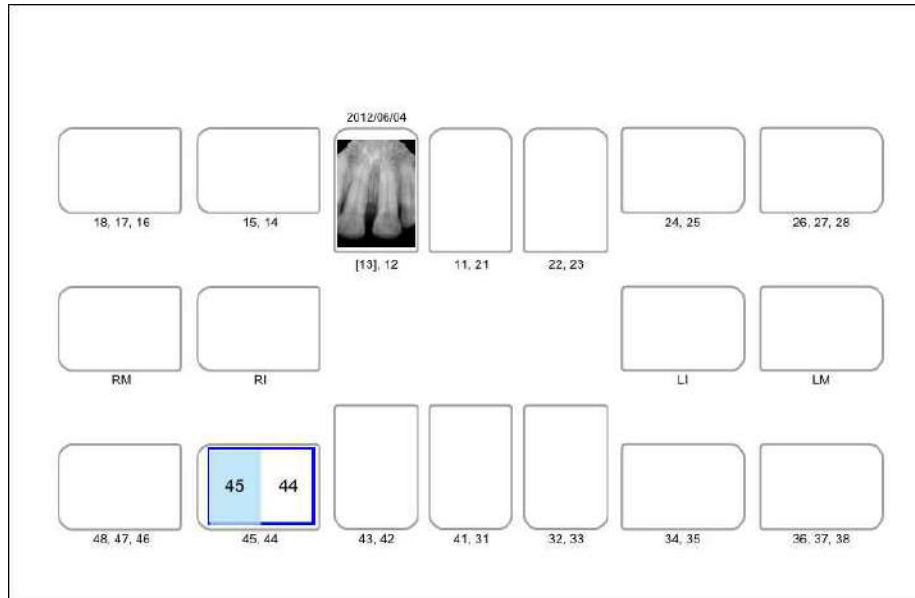 2012/06/04
18, 17, 16
15, 14
[13], 12
11, 21
22, 23
24, 25
26, 27, 28
RM
RI
LI
LM
45
44
48, 47, 46
45, 44
43, 42
41, 31
32, 33
34, 35
36, 37, 38